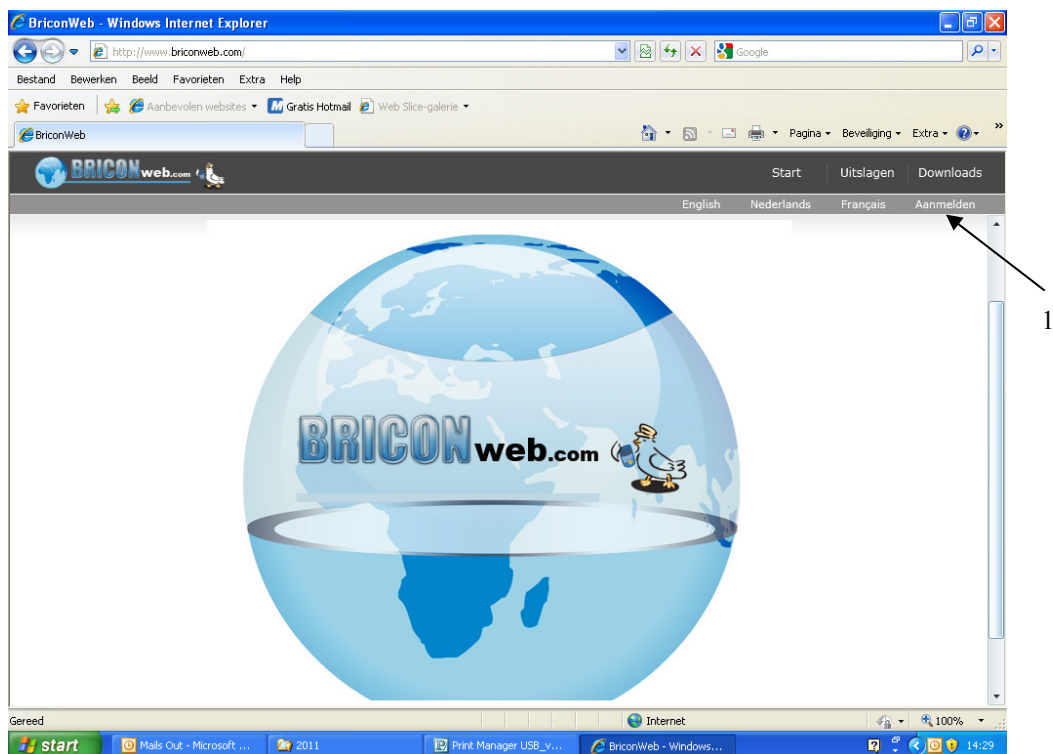 BriconWeb - Windows Internet Explorer
http://www.briconweb.com/
Google
Bestand Bewerken Beeld Favorieten Extra Help
Favorieten Aanbevolen websites Gratis Hotmail Web Slice-galerie
BriconWeb Pagina Beveiliging Extra »
BRICONweb.com Start Uitslagen Downloads
English Nederlands Français Aanmelden
1
BRICONweb.com
Gereed Internet 100%
start Mails Out - Microsoft ... 2011 Print Manager USB_v... BriconWeb - Windows... 14:29